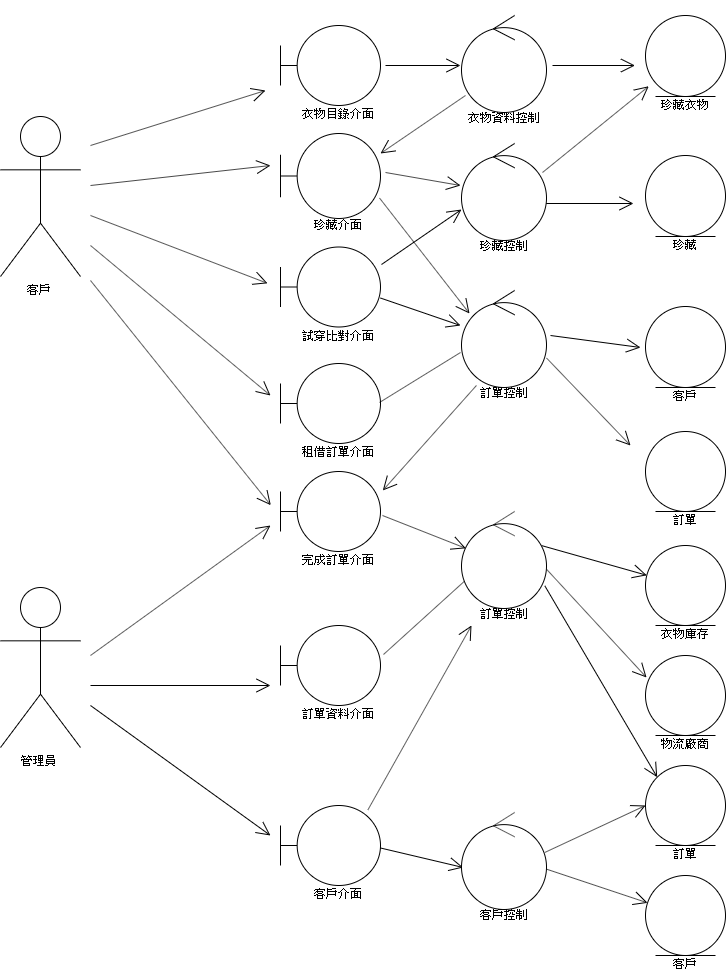 衣物目錄介面
衣物資料控制
珍藏衣物
珍藏介面
珍藏控制
珍藏
客戶
試穿比對介面
訂單控制
客戶
租借訂單介面
訂單
完成訂單介面
訂單控制
衣物庫存
訂單資料介面
物流廠商
管理員
訂單
客戶介面
客戶控制
客戶